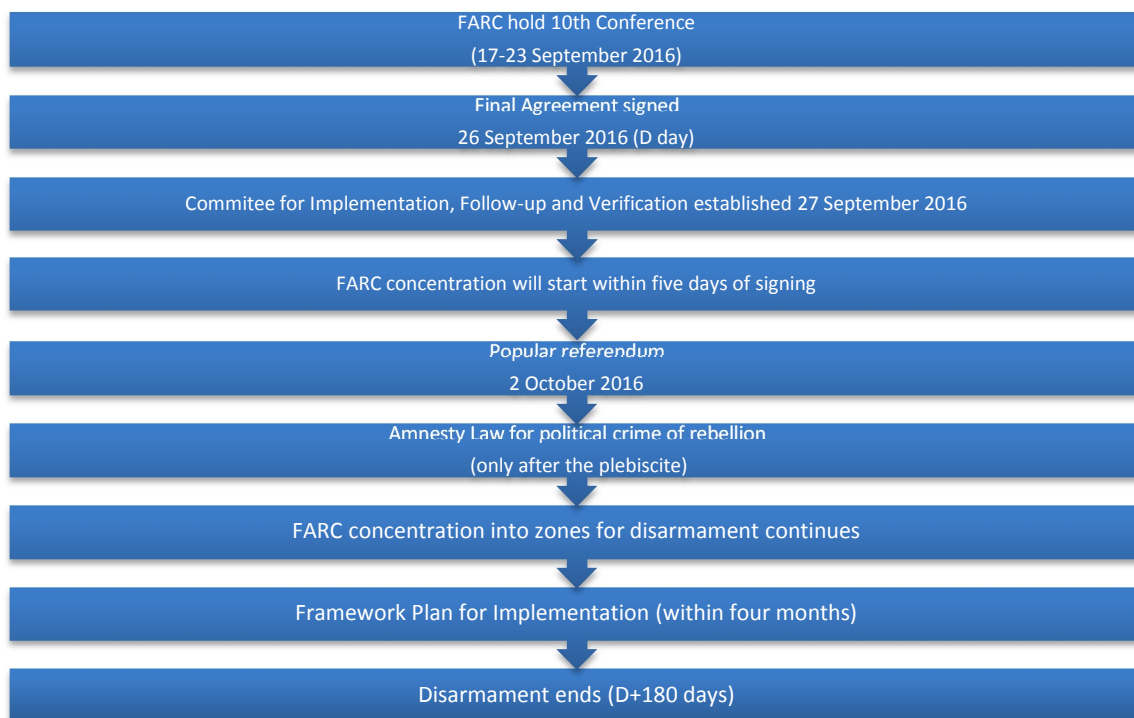 FARC hold 10th Conference
(17-23 September 2016)
Final Agreement signed
26 September 2016 (D day)
Commitee for Implementation, Follow-up and Verification established 27 September 2016
FARC concentration will start within five days of signing
Popular referendum
2 October 2016
Amnesty Law for political crime of rebellion
(only after the plebiscite)
FARC concentration into zones for disarmament continues
Framework Plan for Implementation (within four months)
Disarmament ends (D+180 days)